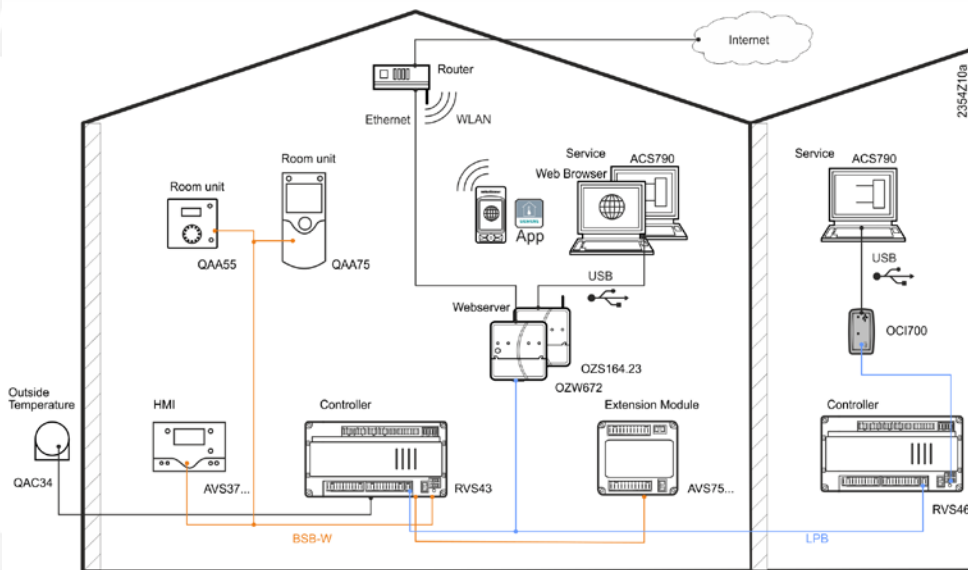 Internet
Router
2354Z10a
Ethernet
WLAN
Service
ACS790
Web Browser
Service
ACS790
Room unit
Room unit
App
QAA55
QAA75
USB
USB
Webserver
OCI700
OZS164.23
OZW672
Outside
Temperature
HMI
Controller
Extension Module
Controller
QAC34
AVS37...
RVS43
AVS75...
RVS46
BSB-W
LPB